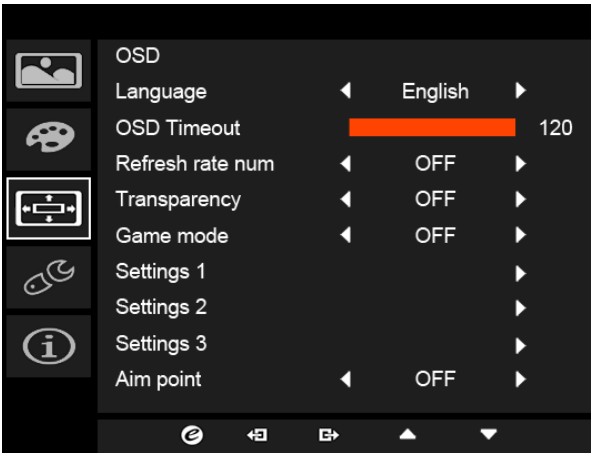 OSD
Language English
OSD Timeout 120
Refresh rate num OFF
Transparency OFF
Game mode OFF
Settings 1
Settings 2
Settings 3
Aim point OFF